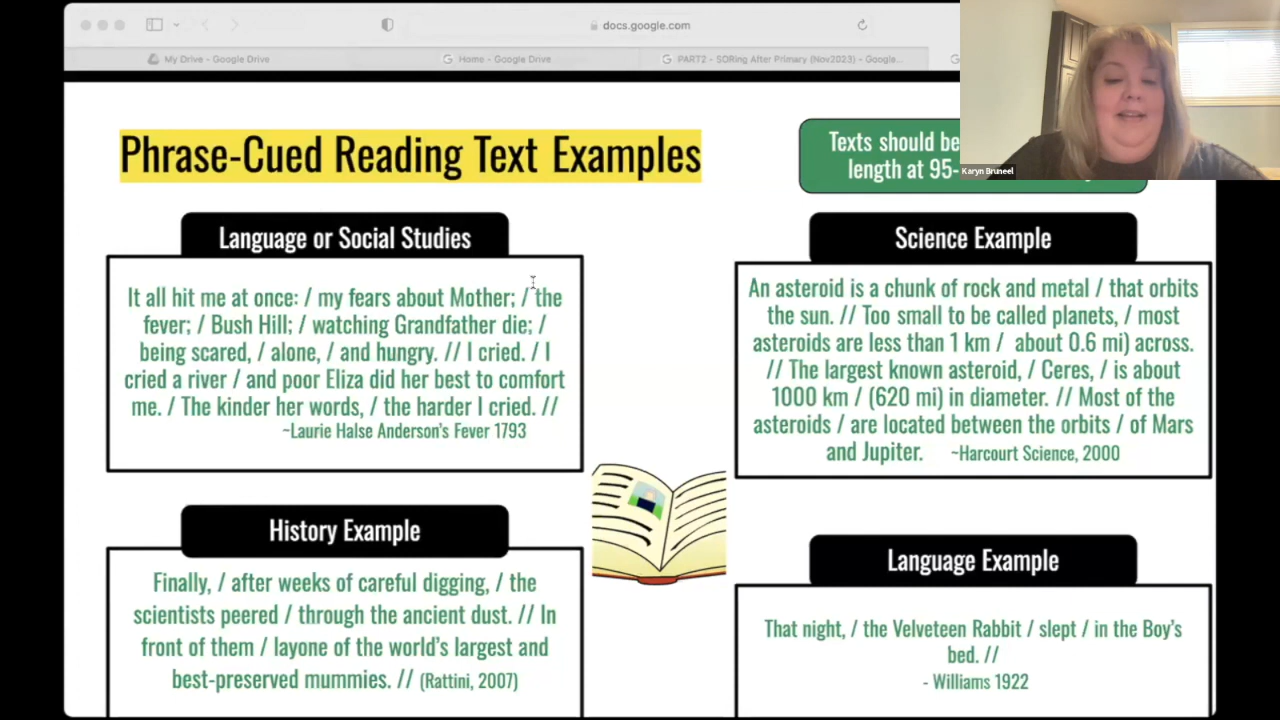 docs.google.com
My Drive - Google Drive
Home - Google Drive
PART2 - SORing After Primary (Nov2023) - Google...
Karyn Bruneel
Phrase-Cued Reading Text Examples
Texts should be
length at 95-
Language or Social Studies
It all hit me at once: / my fears about Mother; / the
fever; / Bush Hill; / watching Grandfather die; /
being scared, / alone, / and hungry. // I cried. / I
cried a river / and poor Eliza did her best to comfort
me. / The kinder her words, / the harder I cried. //
~Laurie Halse Anderson's Fever 1793
Science Example
An asteroid is a chunk of rock and metal / that orbits
the sun. // Too small to be called planets, / most
asteroids are less than 1 km / about 0.6 mi) across.
// The largest known asteroid, / Ceres, / is about
1000 km / (620 mi) in diameter. // Most of the
asteroids / are located between the orbits / of Mars
and Jupiter. ~Harcourt Science, 2000
History Example
Finally, / after weeks of careful digging, / the
scientists peered / through the ancient dust. // In
front of them / layone of the world's largest and
best-preserved mummies. // (Rattini, 2007)
Language Example
That night, / the Velveteen Rabbit / slept / in the Boy's
bed. //
- Williams 1922